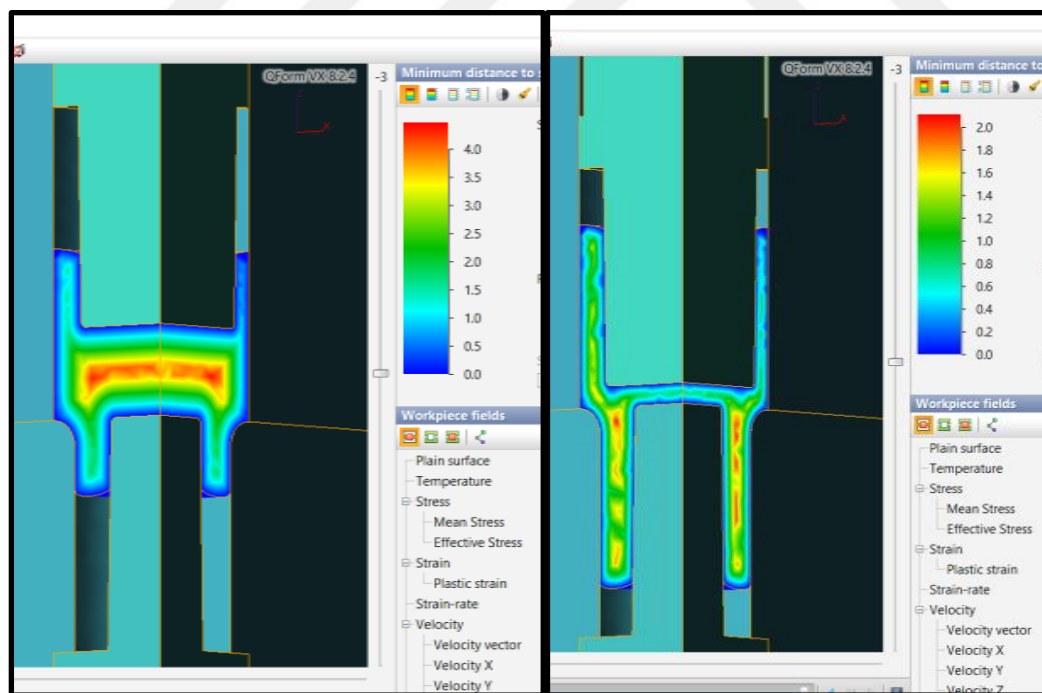 QForm VX 8.2.4
-3
Minimum distance to s
4.0
3.5
3.0
2.5
2.0
1.5
1.0
0.5
0.0
Workpiece fields
Plain surface
Temperature
Stress
Mean Stress
Effective Stress
Strain
Plastic strain
Strain-rate
Velocity
Velocity vector
Velocity X
Velocity Y
QForm VX 8.2.4
-3
Minimum distance to
2.0
1.8
1.6
1.4
1.2
1.0
0.8
0.6
0.4
0.2
0.0
Workpiece fields
Plain surface
Temperature
Stress
Mean Stress
Effective Stress
Strain
Plastic strain
Strain-rate
Velocity
Velocity vector
Velocity X
Velocity Y
Velocity Z